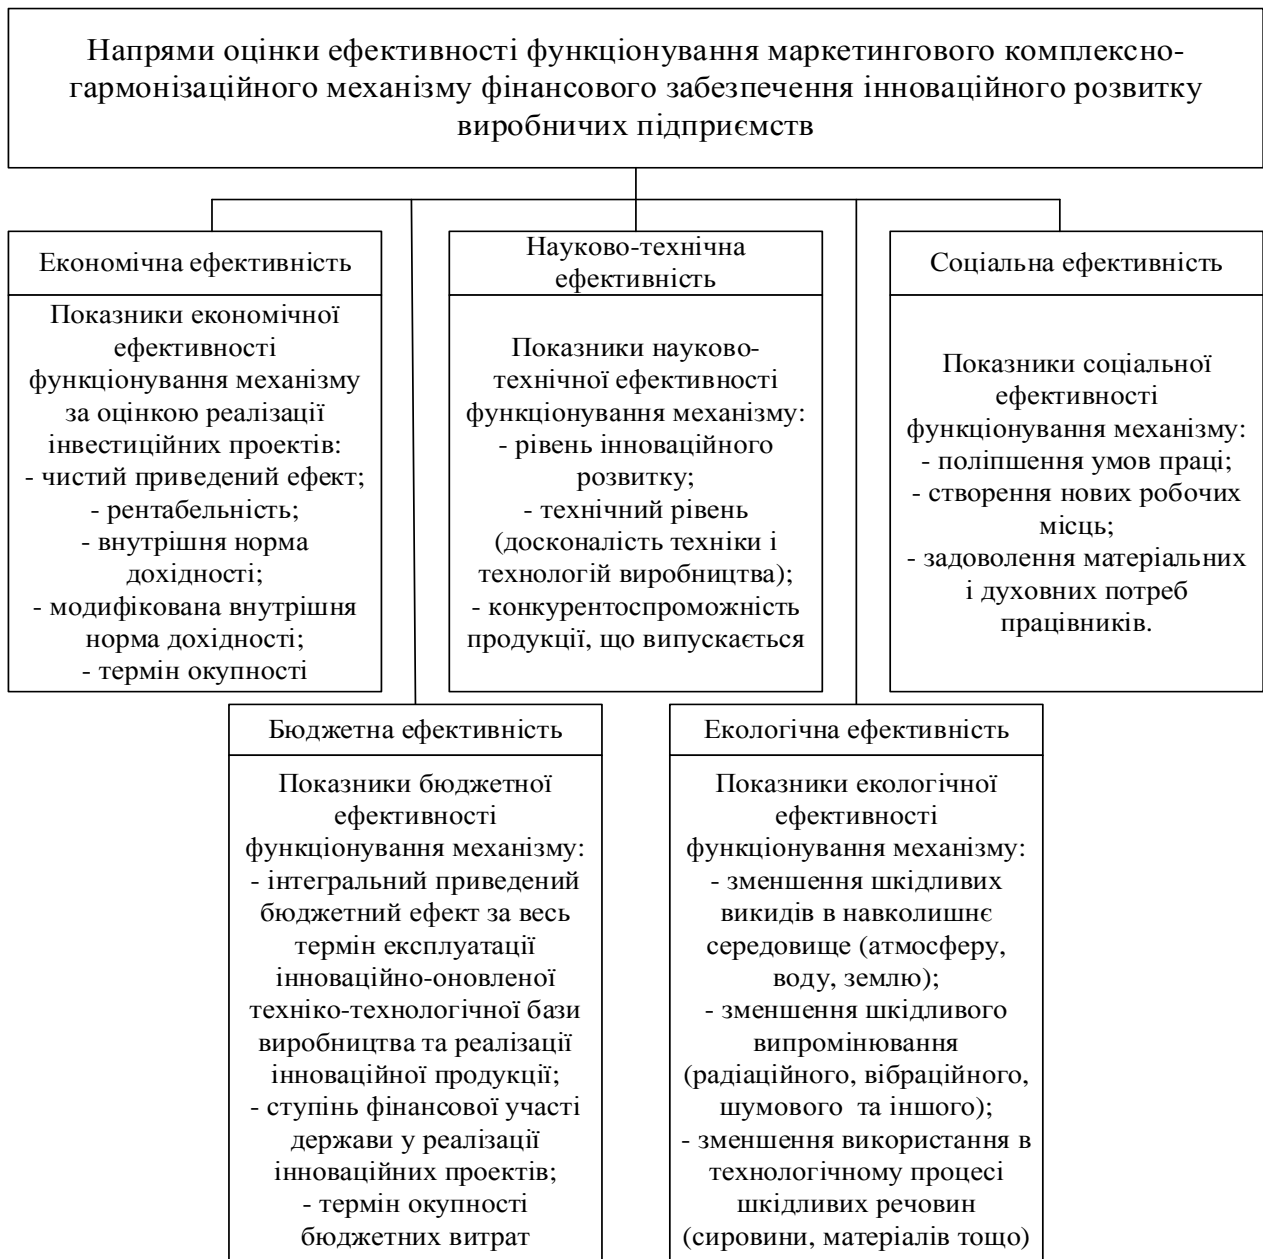 Напрями оцінки ефективності функціонування маркетингового комплексно-
гармонізаційного механізму фінансового забезпечення інноваційного розвитку
виробничих підприємств
Економічна ефективність
Показники економічної
ефективності
функціонування механізму
за оцінкою реалізації
інвестиційних проектів:
- чистий приведений ефект;
- рентабельність;
- внутрішня норма
дохідності;
- модифікована внутрішня
норма дохідності;
- термін окупності
Науково-технічна
ефективність
Показники науково-
технічної ефективності
функціонування механізму:
- рівень інноваційного
розвитку;
- технічний рівень
(досконалість техніки і
технологій виробництва);
- конкурентоспроможність
продукції, що випускається
Соціальна ефективність
Показники соціальної
ефективності
функціонування механізму:
- поліпшення умов праці;
- створення нових робочих
місць;
- задоволення матеріальних
і духовних потреб
працівників.
Бюджетна ефективність
Показники бюджетної
ефективності
функціонування механізму:
- інтегральний приведений
бюджетний ефект за весь
термін експлуатації
інноваційно-оновленої
техніко-технологічної бази
виробництва та реалізації
інноваційної продукції;
- ступінь фінансової участі
держави у реалізації
інноваційних проектів;
- термін окупності
бюджетних витрат
Екологічна ефективність
Показники екологічної
ефективності
функціонування механізму:
- зменшення шкідливих
викидів в навколишнє
середовище (атмосферу,
воду, землю);
- зменшення шкідливого
випромінювання
(радіаційного, вібраційного,
шумового та іншого);
- зменшення використання в
технологічному процесі
шкідливих речовин
(сировини, матеріалів тощо)